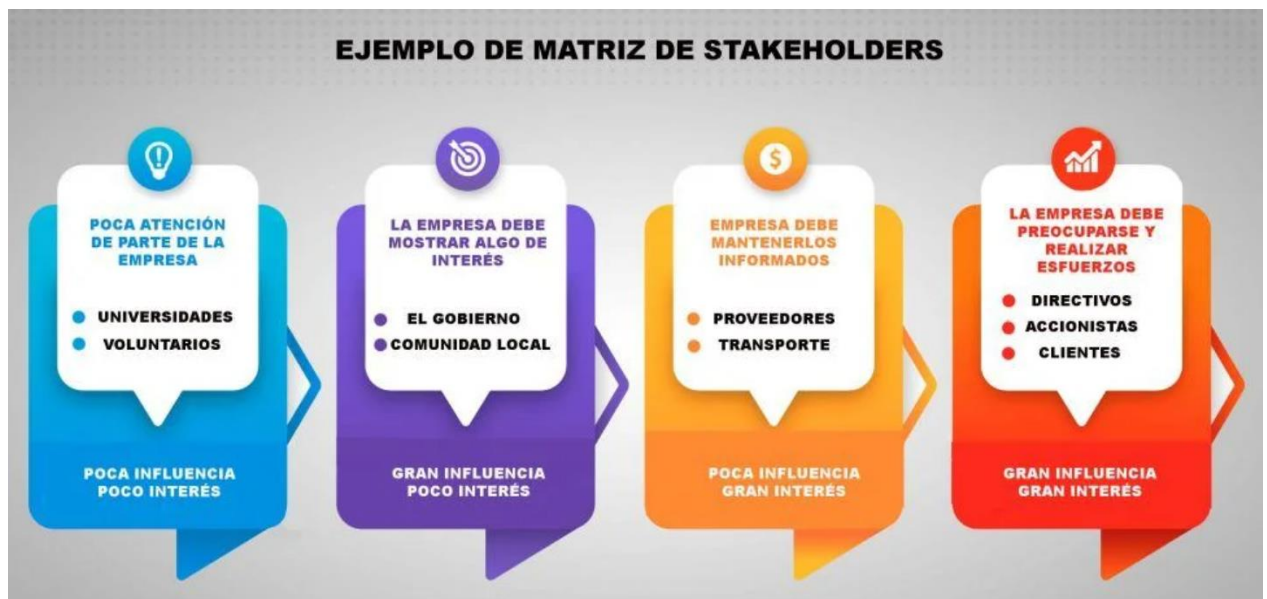 EJEMPLO DE MATRIZ DE STAKEHOLDERS
POCA ATENCIÓN
DE PARTE DE LA
EMPRESA
UNIVERSIDADES
VOLUNTARIOS
POCA INFLUENCIA
POCO INTERÉS
LA EMPRESA DEBE
MOSTRAR ALGO DE
INTERÉS
EL GOBIERNO
COMUNIDAD LOCAL
GRAN INFLUENCIA
POCO INTERÉS
EMPRESA DEBE
MANTENERLOS
INFORMADOS
PROVEEDORES
TRANSPORTE
POCA INFLUENCIA
GRAN INTERÉS
LA EMPRESA DEBE
PREOCUPARSE Y
REALIZAR
ESFUERZOS
DIRECTIVOS
ACCIONISTAS
CLIENTES
GRAN INFLUENCIA
GRAN INTERÉS